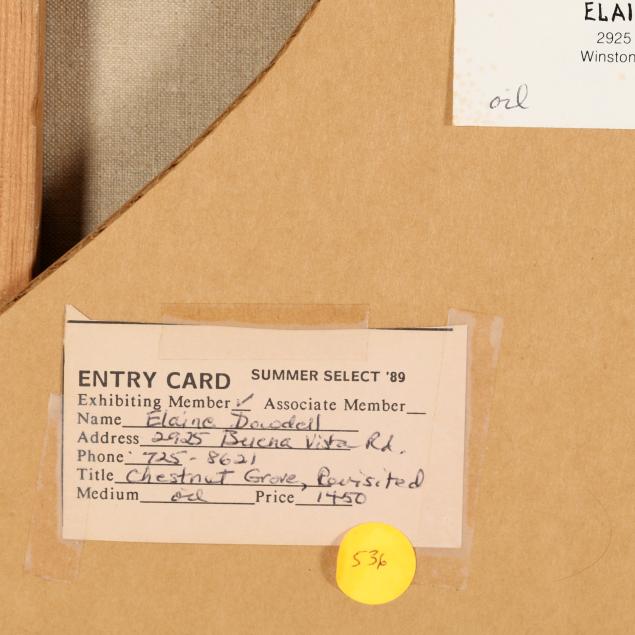 ELAI
2925
Winston
oil
ENTRY CARD SUMMER SELECT '89
Exhibiting Member ✓ Associate Member
Name Elaine Dowdell
Address 2925 Buena Vista Rd.
Phone 725-8621
Title Chestnut Grove, Revisited
Medium oil Price 1450
536